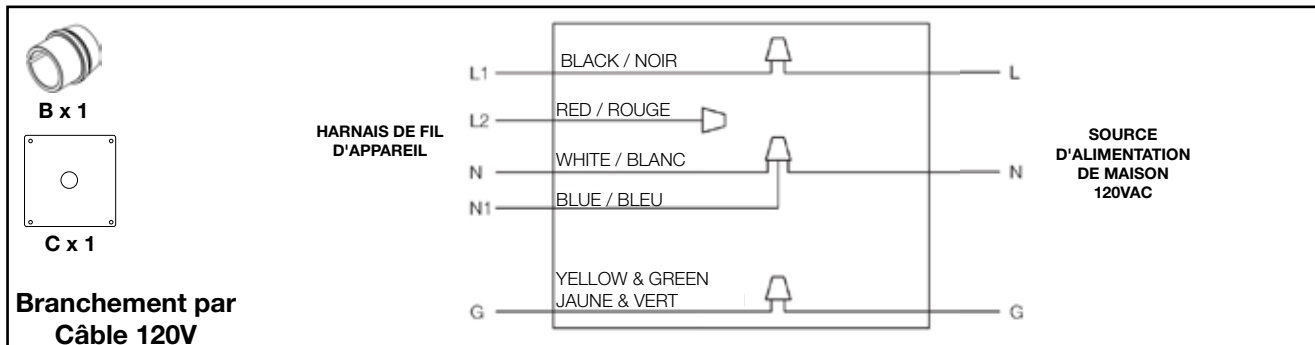 B x 1
C x 1
Branchement par
Câble 120V
HARNAIS DE FIL
D'APPAREIL
L1
BLACK / NOIR
L
L2
RED / ROUGE
N
WHITE / BLANC
N
N1
BLUE / BLEU
YELLOW & GREEN
JAUNE & VERT
G
G
SOURCE
D'ALIMENTATION
DE MAISON
120VAC